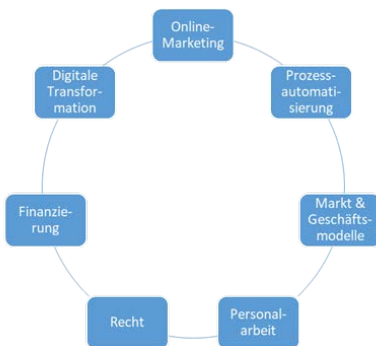 Online-
Marketing
Prozess-
automati-
sierung
Markt &
Geschäfts-
modelle
Personal-
arbeit
Recht
Finanzie-
rung
Digitale
Transfor-
mation